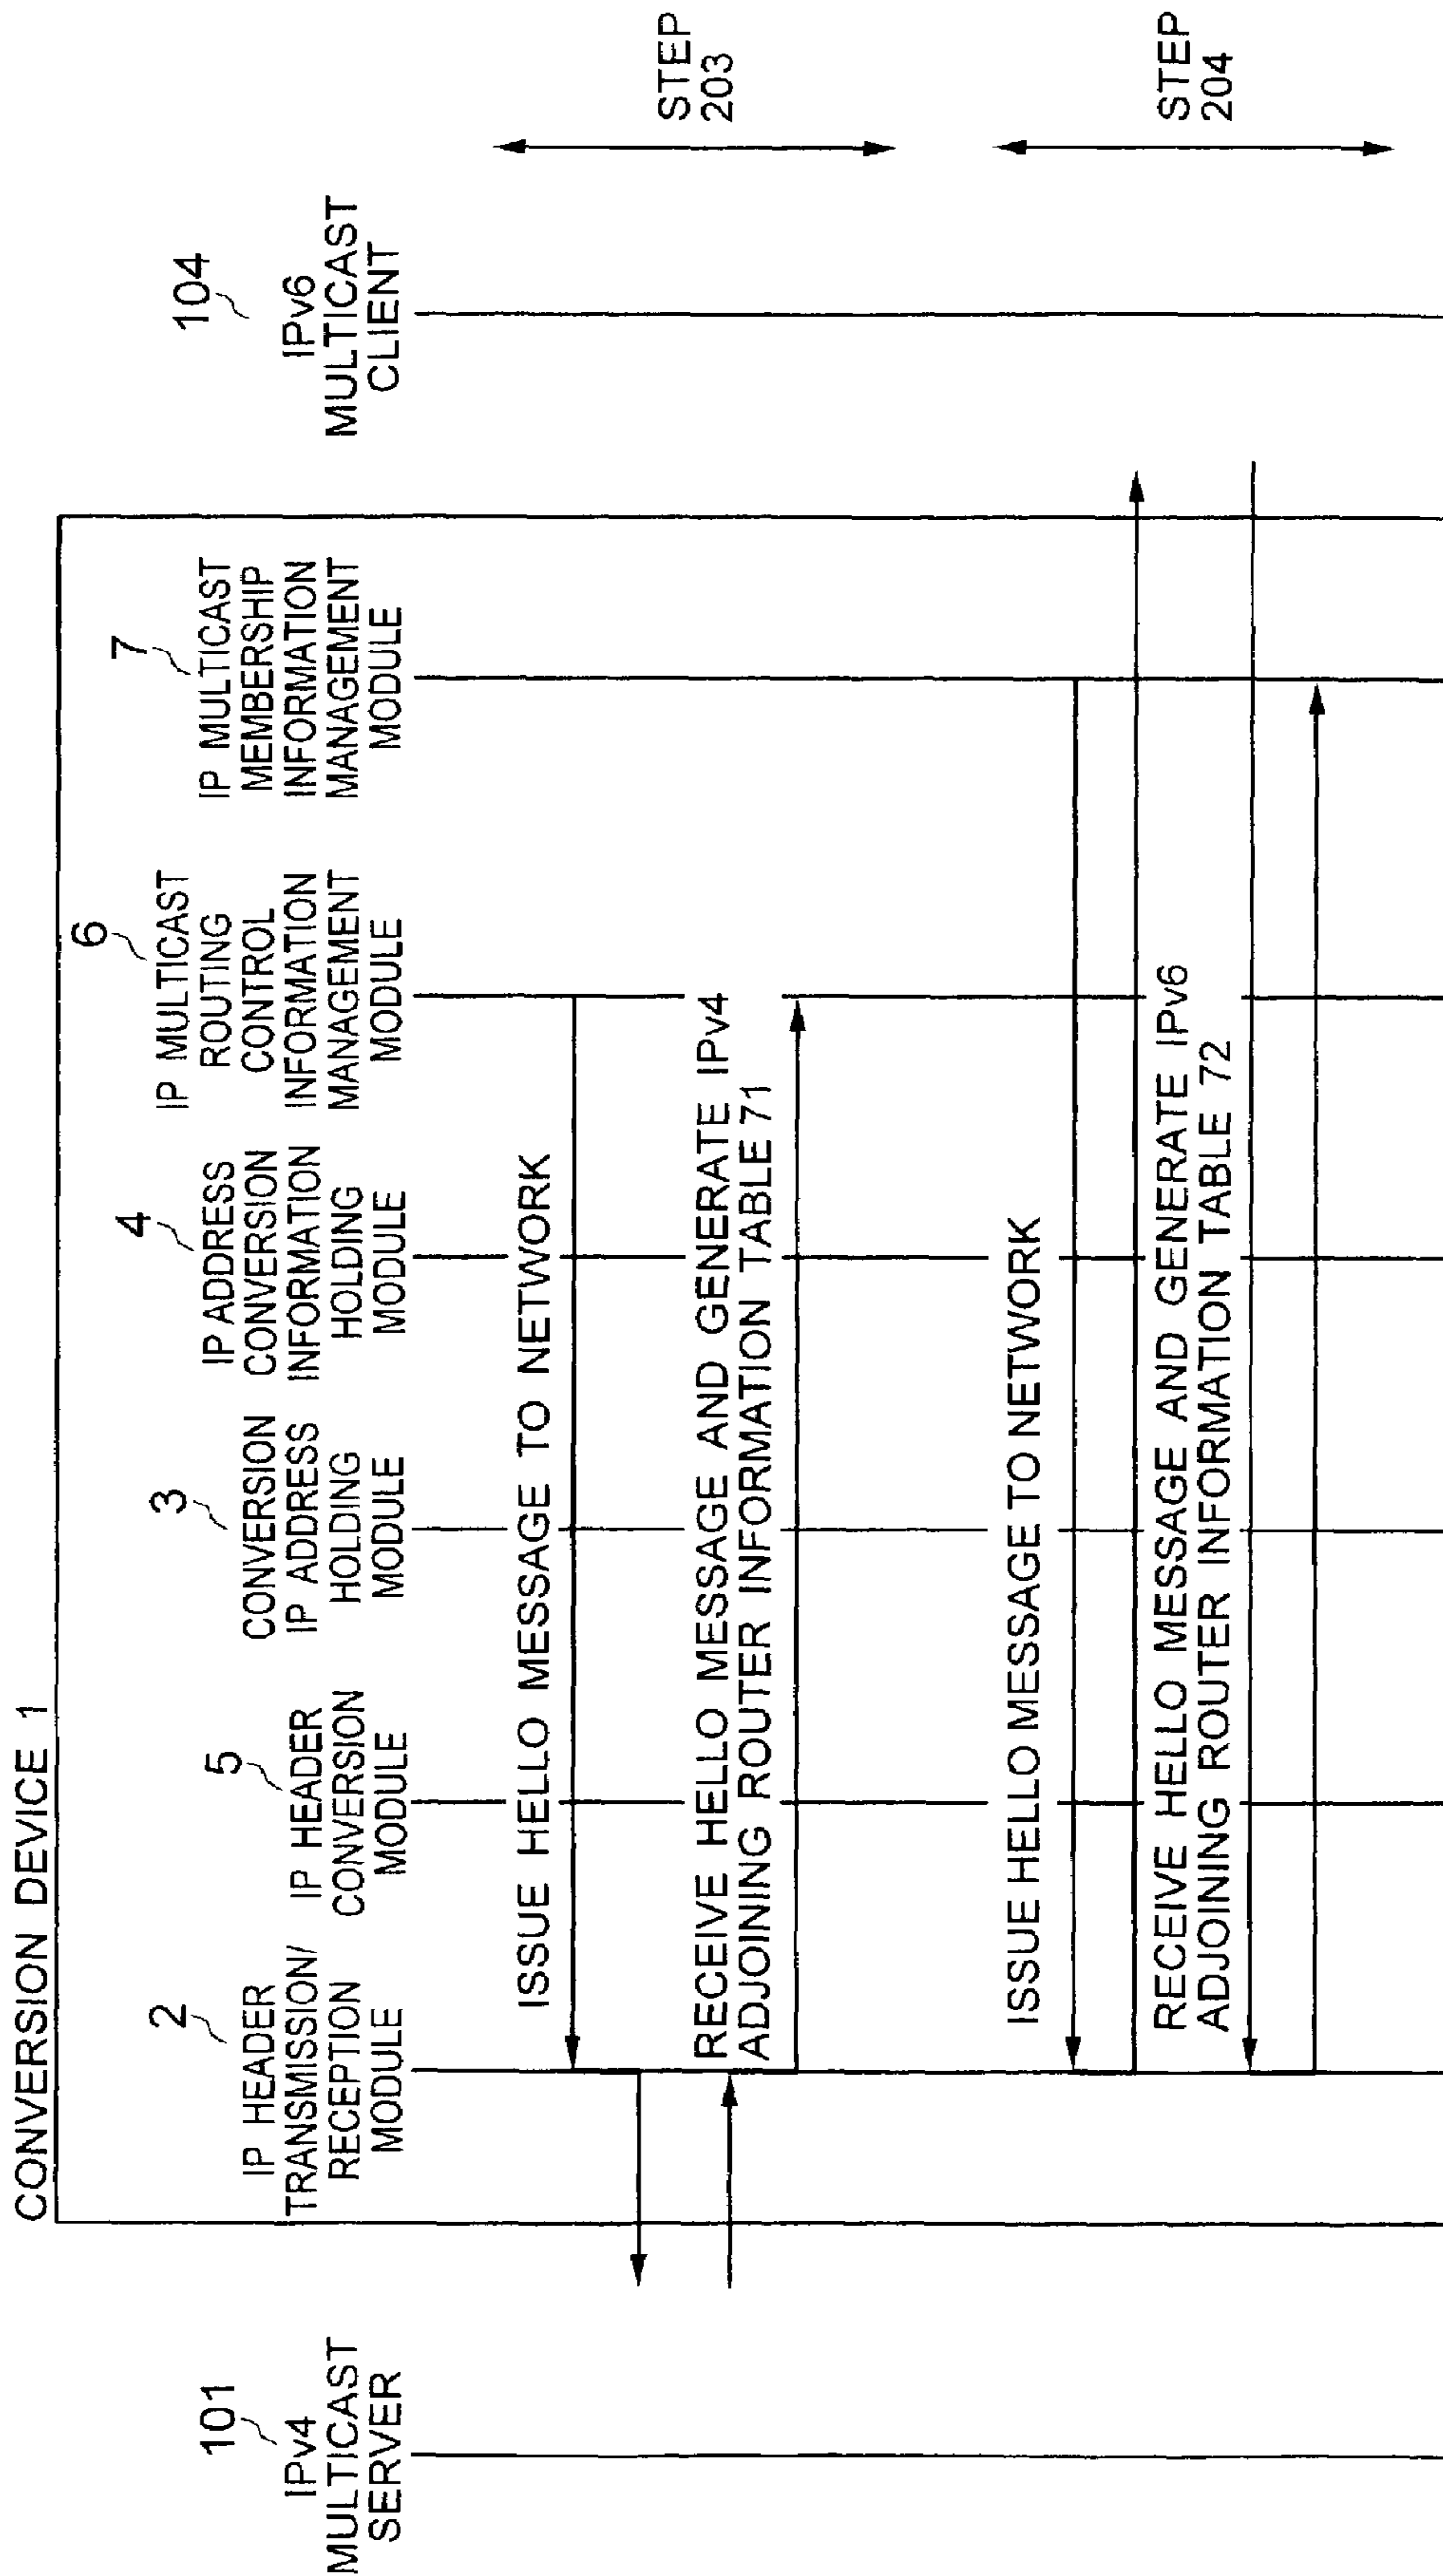 CONVERSION DEVICE 1
101
IPv4
MULTICAST
SERVER
2
IP HEADER
TRANSMISSION/
RECEPTION
MODULE
5
IP HEADER
CONVERSION
MODULE
3
CONVERSION
IP ADDRESS
HOLDING
MODULE
4
IP ADDRESS
CONVERSION
INFORMATION
HOLDING
MODULE
6
IP MULTICAST
ROUTING
CONTROL
INFORMATION
MANAGEMENT
MODULE
7
IP MULTICAST
MEMBERSHIP
INFORMATION
MANAGEMENT
MODULE
104
IPv6
MULTICAST
CLIENT
ISSUE HELLO MESSAGE TO NETWORK
RECEIVE HELLO MESSAGE AND GENERATE IPv4
ADJOINING ROUTER INFORMATION TABLE 71
STEP
203
ISSUE HELLO MESSAGE TO NETWORK
RECEIVE HELLO MESSAGE AND GENERATE IPv6
ADJOINING ROUTER INFORMATION TABLE 72
STEP
204